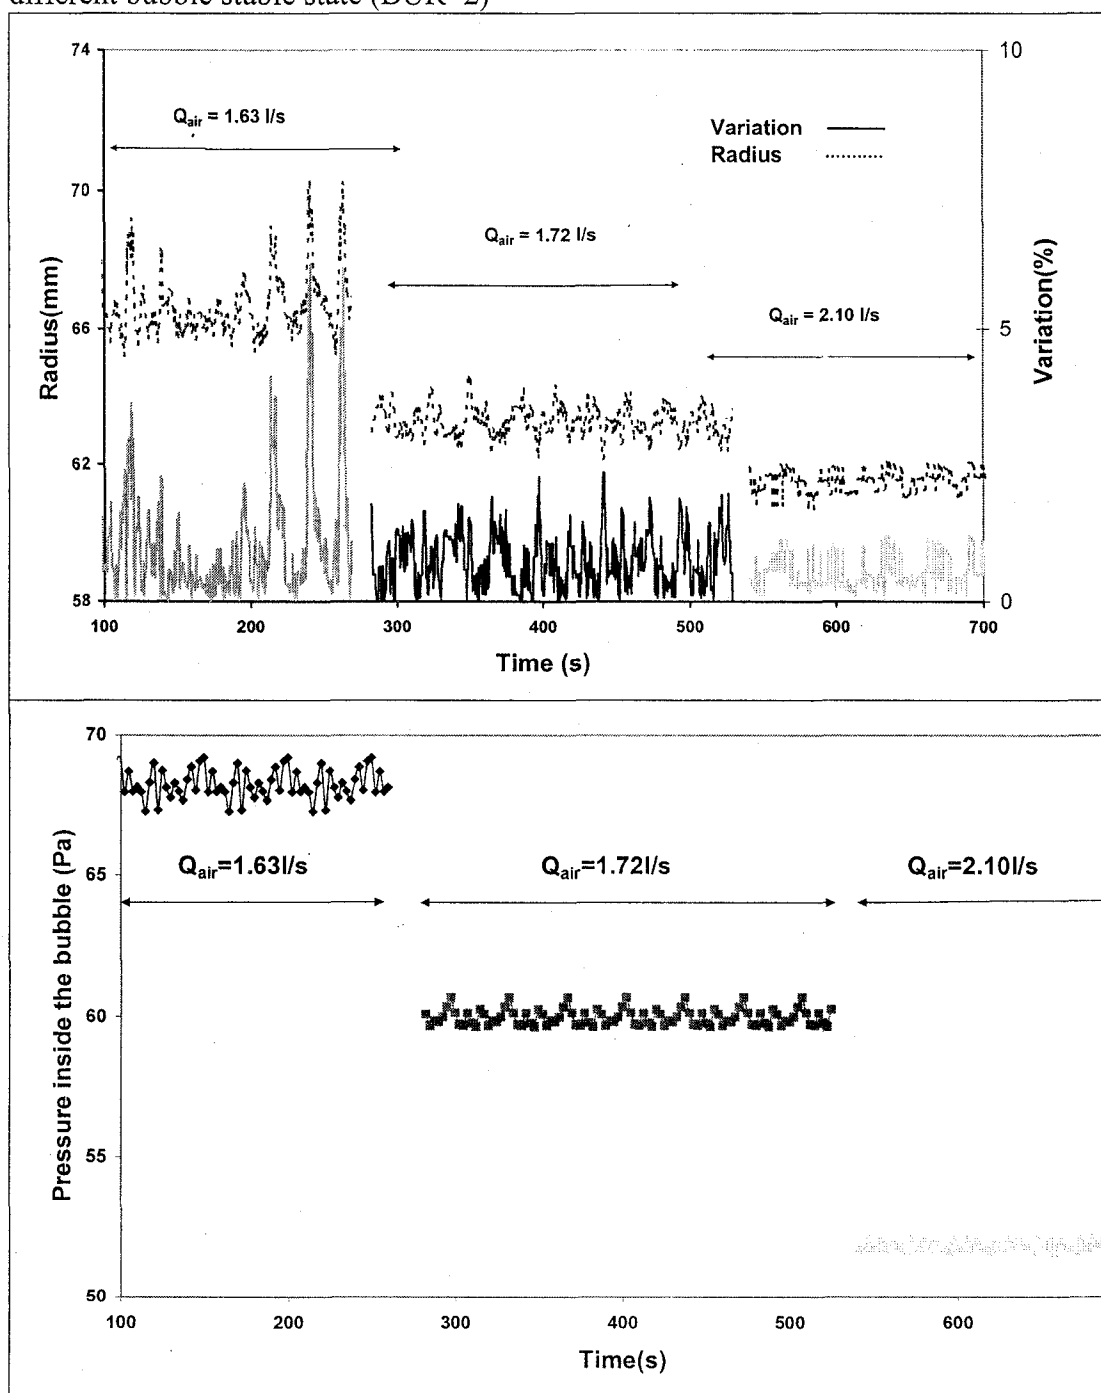 different bubble stable state (BUR=2)
74
10
Q_air = 1.63 l/s
Variation
Radius
70
Q_air = 1.72 l/s
Q_air = 2.10 l/s
66
5
Radius(mm)
Variation(%)
62
58
0
100 200 300 400 500 600 700
Time (s)
70
Q_air=1.63l/s Q_air=1.72l/s Q_air=2.10l/s
65
Pressure inside the bubble (Pa)
60
55
50
100 200 300 400 500 600
Time(s)